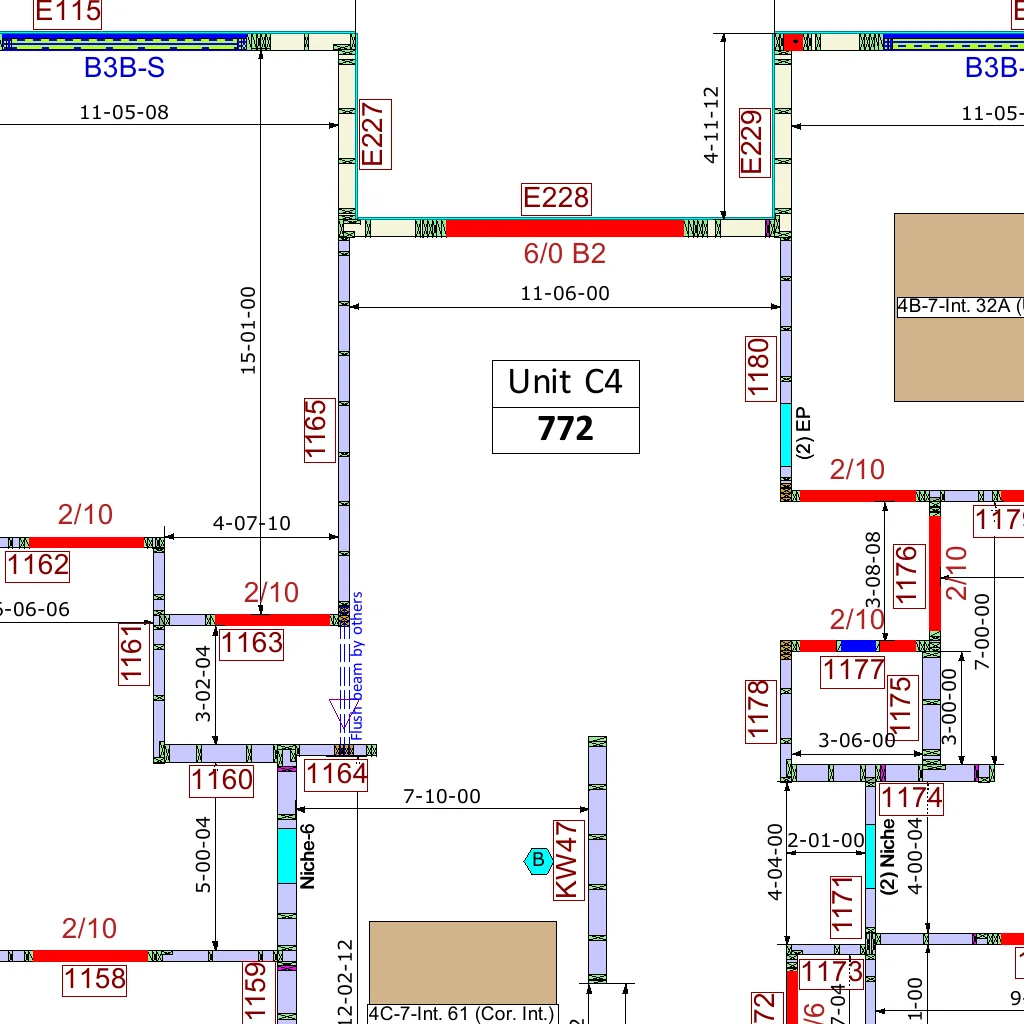 E115
B3B-S
B3B-
11-05-08
11-05-
E227
E229
4-11-12
E228
6/0 B2
11-06-00
15-01-00
4B-7-Int. 32A (
Unit C4
772
1180
1165
(2) EP
2/10
2/10
4-07-10
1162
1176
2/10
3-08-08
2/10
2/10
-06-06
1163
1161
Flush beam by others
7-00-00
1177
3-02-04
1178
1175
3-00-00
3-06-00
1160
1164
1174
7-10-00
Niche-6
5-00-04
B
KW47
4-04-00
2-01-00
(2) Niche
4-00-04
1171
2/10
1158
1159
12-02-12
1173
4C-7-Int. 61 (Cor. Int.)
72
/6
7-04
1-00
9-